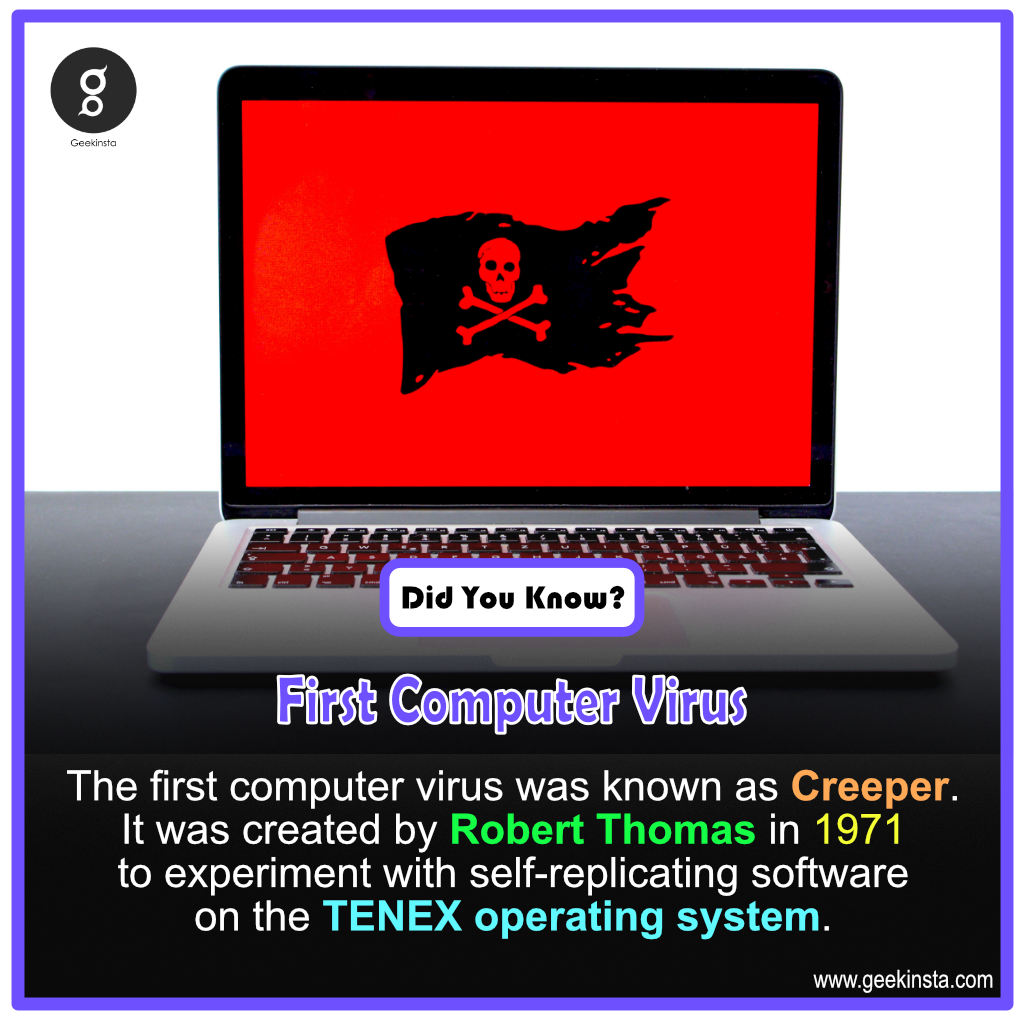 Geekinsta
Did You Know?
First Computer Virus
The first computer virus was known as Creeper.
It was created by Robert Thomas in 1971
to experiment with self-replicating software
on the TENEX operating system.
www.geekinsta.com